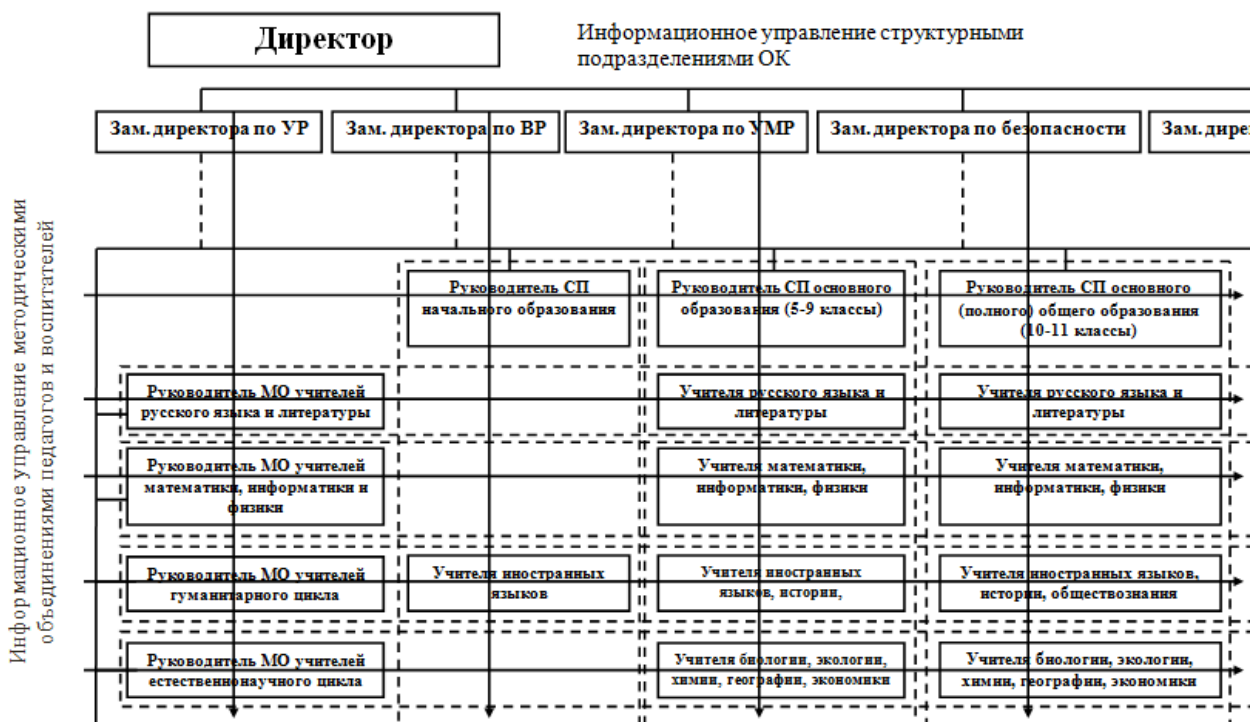 Директор
Информационное управление структурными
подразделениями ОК
Зам. директора по УР
Зам. директора по ВР
Зам. директора по УМР
Зам. директора по безопасности
Информационное управление методическими
объединениями педагогов и воспитателей
Руководитель СП
начального образования
Руководитель СП основного
образования (5-9 классы)
Руководитель СП основного
(полного) общего образования
(10-11 классы)
Руководитель МО учителей
русского языка и литературы
Учителя русского языка и
литературы
Учителя русского языка и
литературы
Руководитель МО учителей
математики, информатики и
физики
Учителя математики,
информатики, физики
Учителя математики,
информатики, физики
Руководитель МО учителей
гуманитарного цикла
Учителя иностранных
языков
Учителя иностранных
языков, истории,
Учителя иностранных языков,
истории, обществознания
Руководитель МО учителей
естественнонаучного цикла
Учителя биологии, экологии,
химии, географии, экономики
Учителя биологии, экологии,
химии, географии, экономики